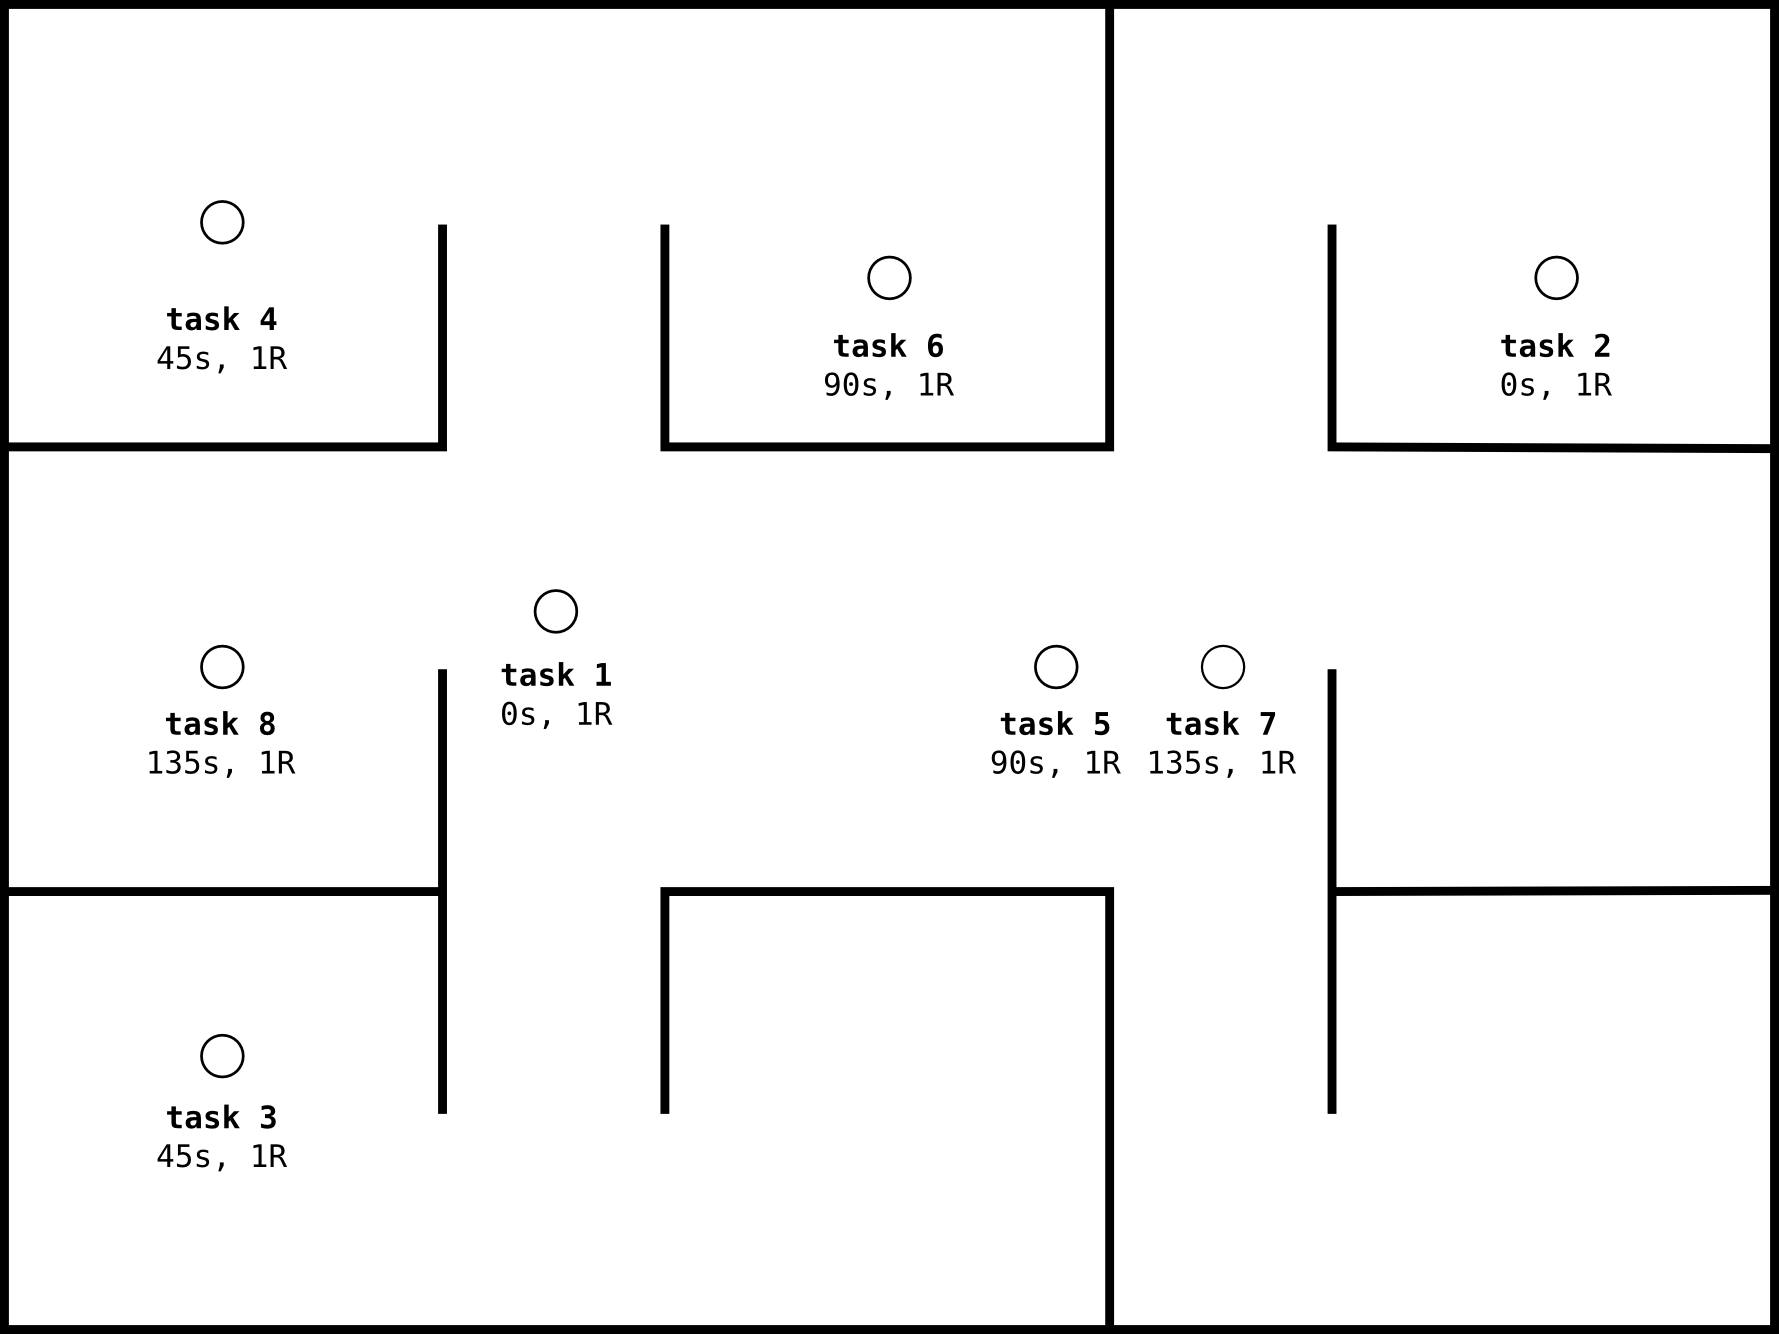 task 4
45s, 1R
task 6
90s, 1R
task 2
0s, 1R
task 1
0s, 1R
task 8
135s, 1R
task 5
90s, 1R
task 7
135s, 1R
task 3
45s, 1R